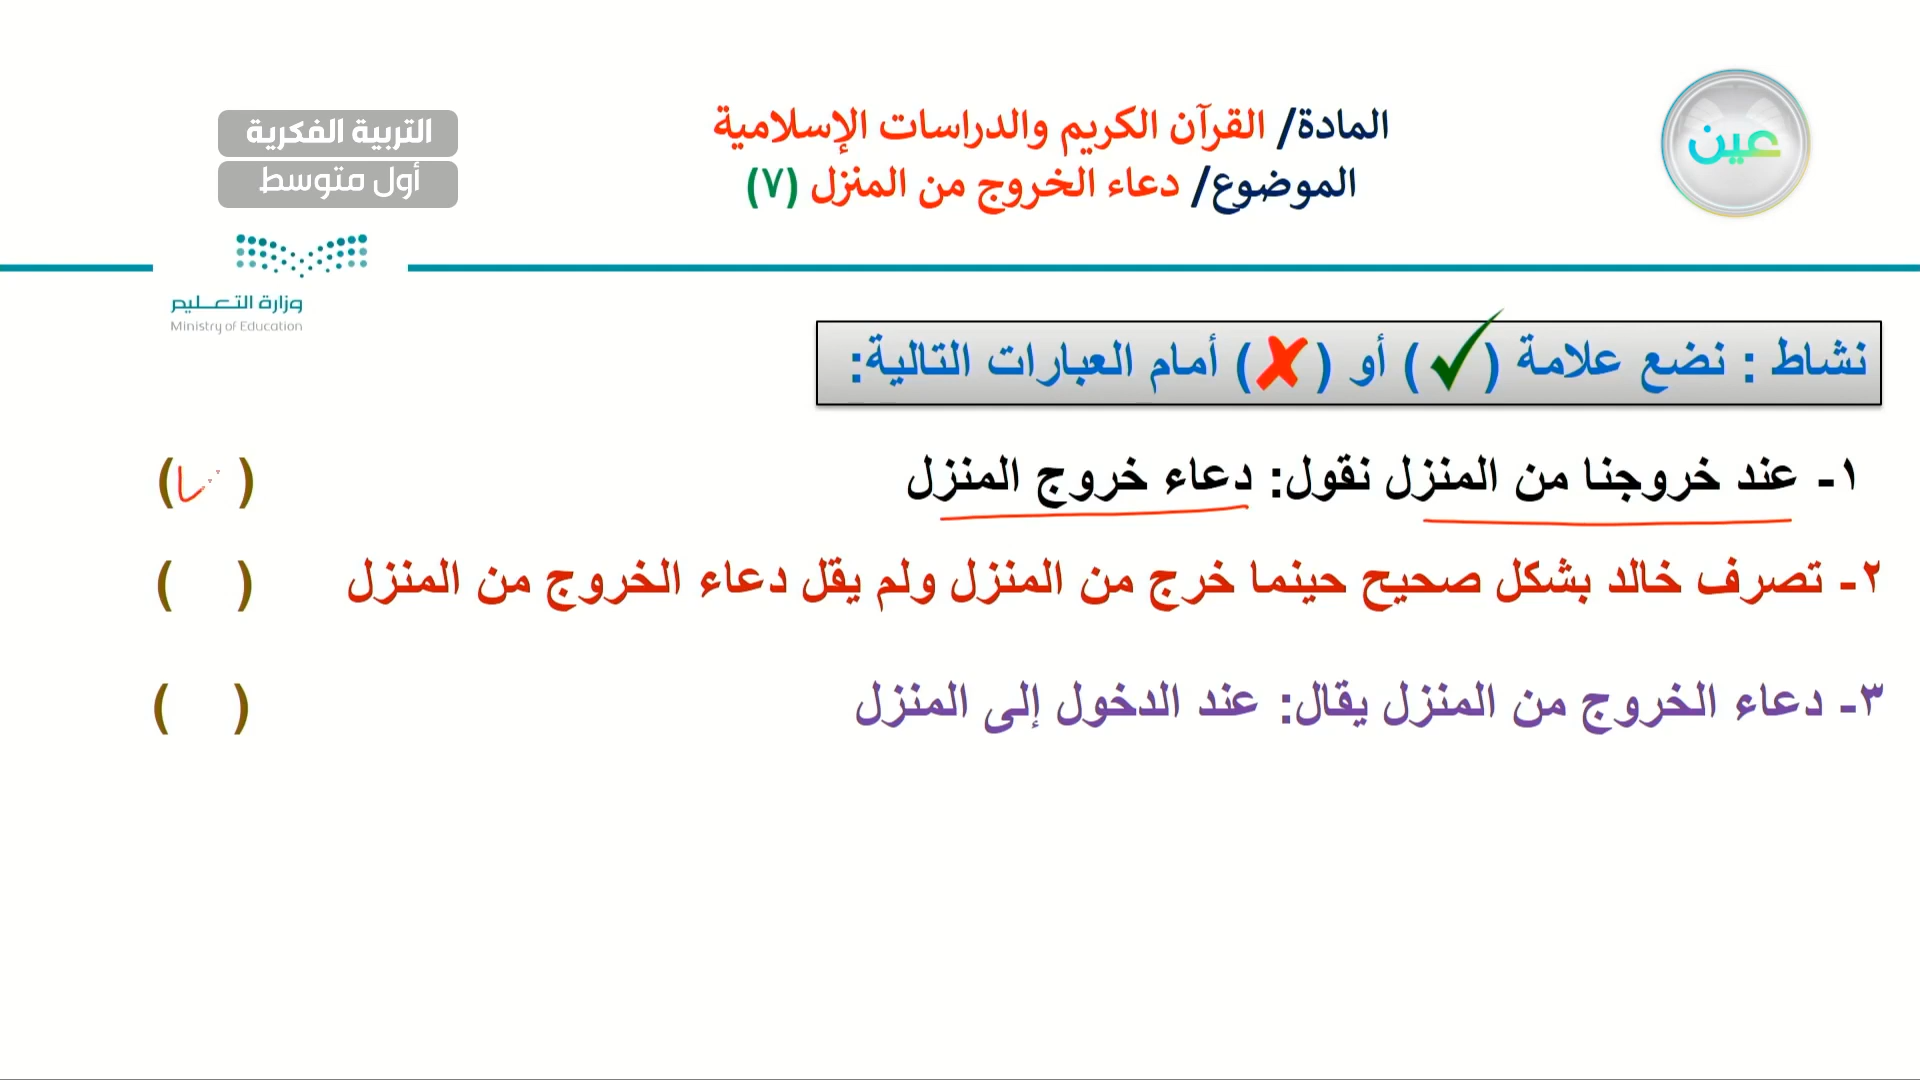 عين
المادة/ القرآن الكريم والدراسات الإسلامية
الموضوع/ دعاء الخروج من المنزل (٧)
التربية الفكرية
أول متوسط
وزارة التعليم
Ministry of Education
نشاط : نضع علامة (✓) أو (✗) أمام العبارات التالية:
١- عند خروجنا من المنزل نقول: دعاء خروج المنزل ( )
٢- تصرف خالد بشكل صحيح حينما خرج من المنزل ولم يقل دعاء الخروج من المنزل ( )
٣- دعاء الخروج من المنزل يقال: عند الدخول إلى المنزل ( )